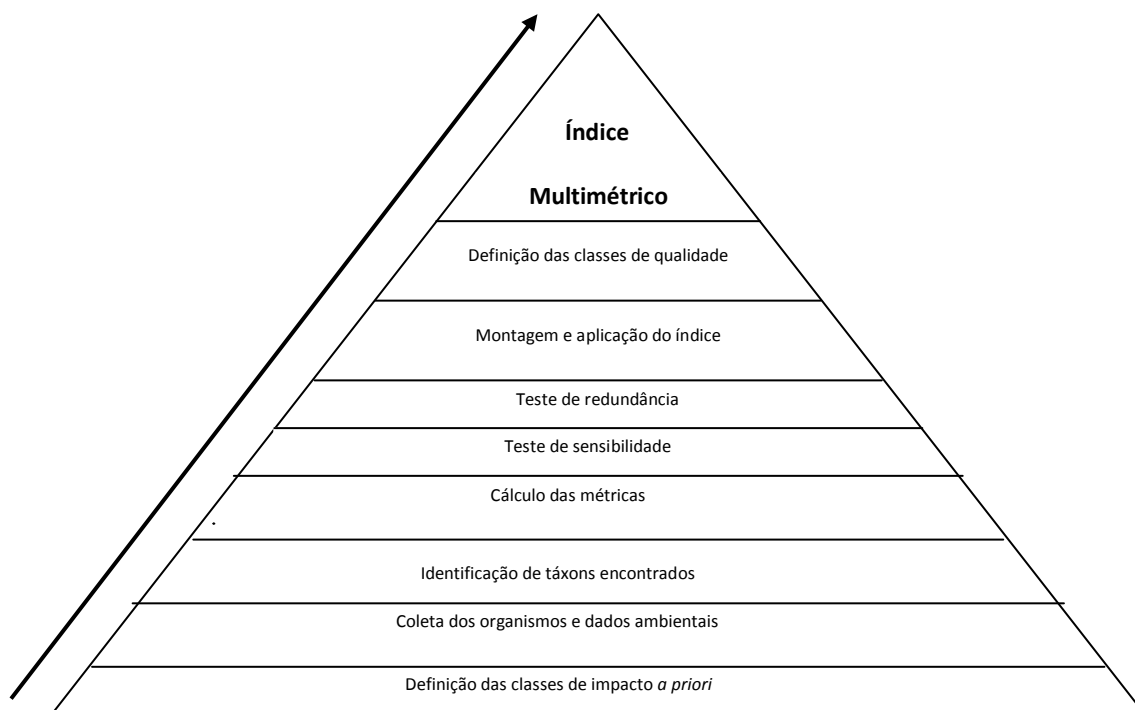 Índice
Multimétrico
Definição das classes de qualidade
Montagem e aplicação do índice
Teste de redundância
Teste de sensibilidade
Cálculo das métricas
Identificação de táxons encontrados
Coleta dos organismos e dados ambientais
Definição das classes de impacto a priori